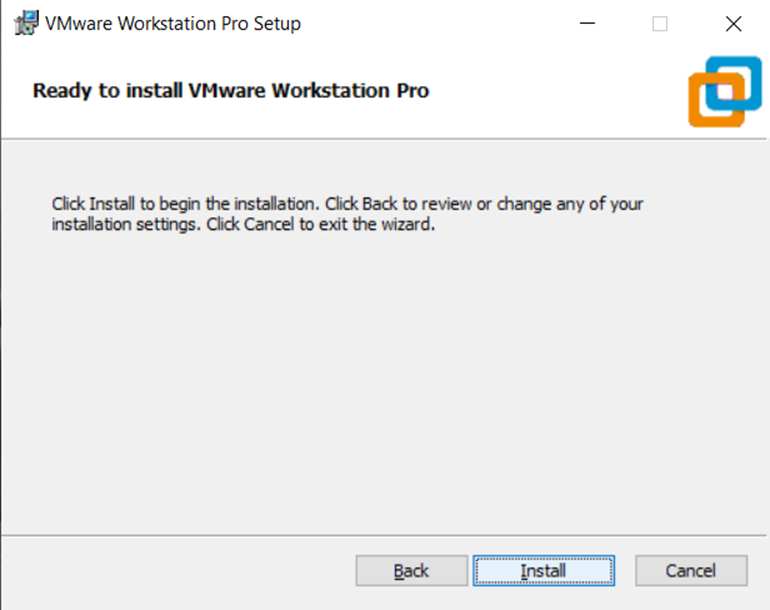 VMware Workstation Pro Setup
Ready to install VMware Workstation Pro
Click Install to begin the installation. Click Back to review or change any of your
installation settings. Click Cancel to exit the wizard.
Back Install Cancel